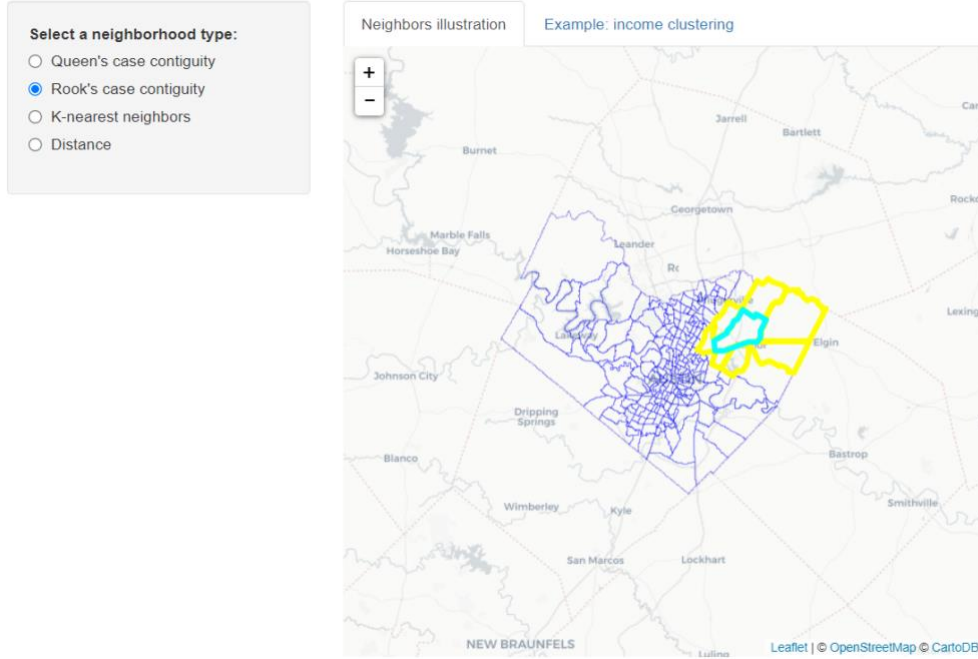 Select a neighborhood type:
Queen's case contiguity
Rook's case contiguity
K-nearest neighbors
Distance
Neighbors illustration
Example: income clustering
+
−
Jarrell
Bartlett
Burnet
Georgetown
Marble Falls
Horseshoe Bay
Leander
Elgin
Johnson City
Dripping
Springs
Blanco
Bastrop
Wimberley
Kyle
Smithville
San Marcos
Lockhart
NEW BRAUNFELS
Luling
Leaflet | © OpenStreetMap © CartoDB